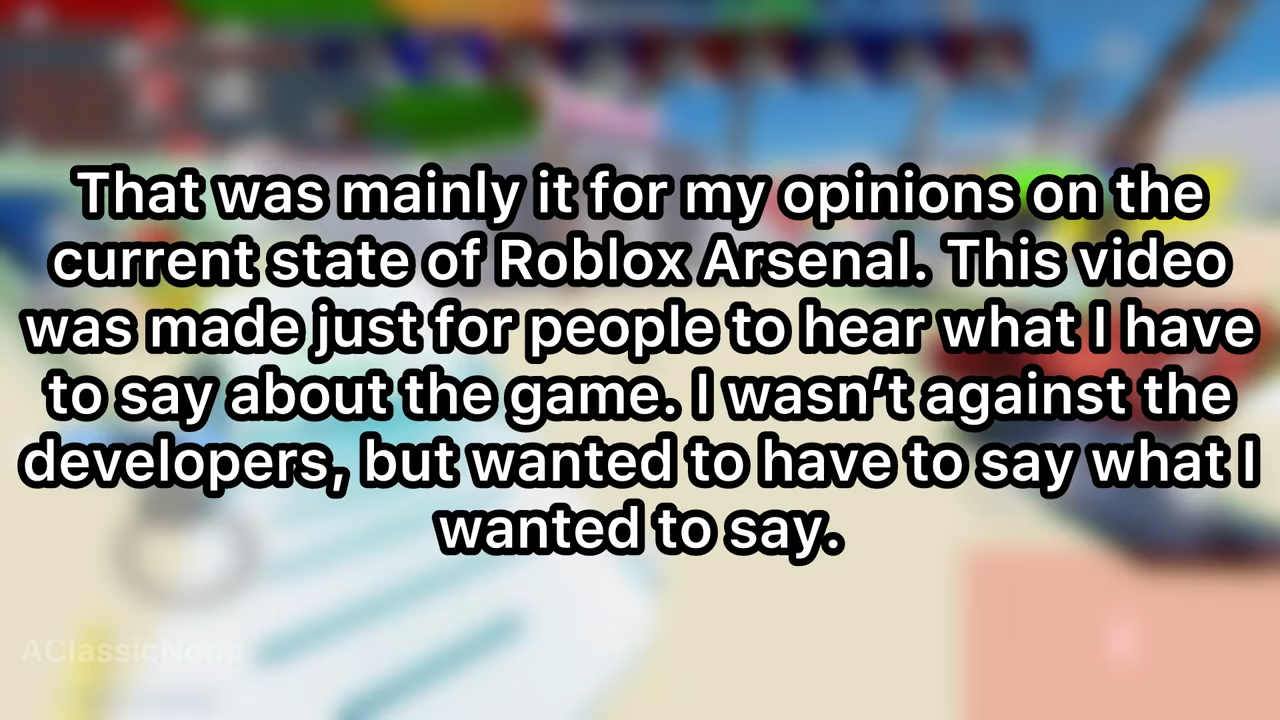 That was mainly it for my opinions on the
current state of Roblox Arsenal. This video
was made just for people to hear what I have
to say about the game. I wasn’t against the
developers, but wanted to have to say what I
wanted to say.
AClassicNoob